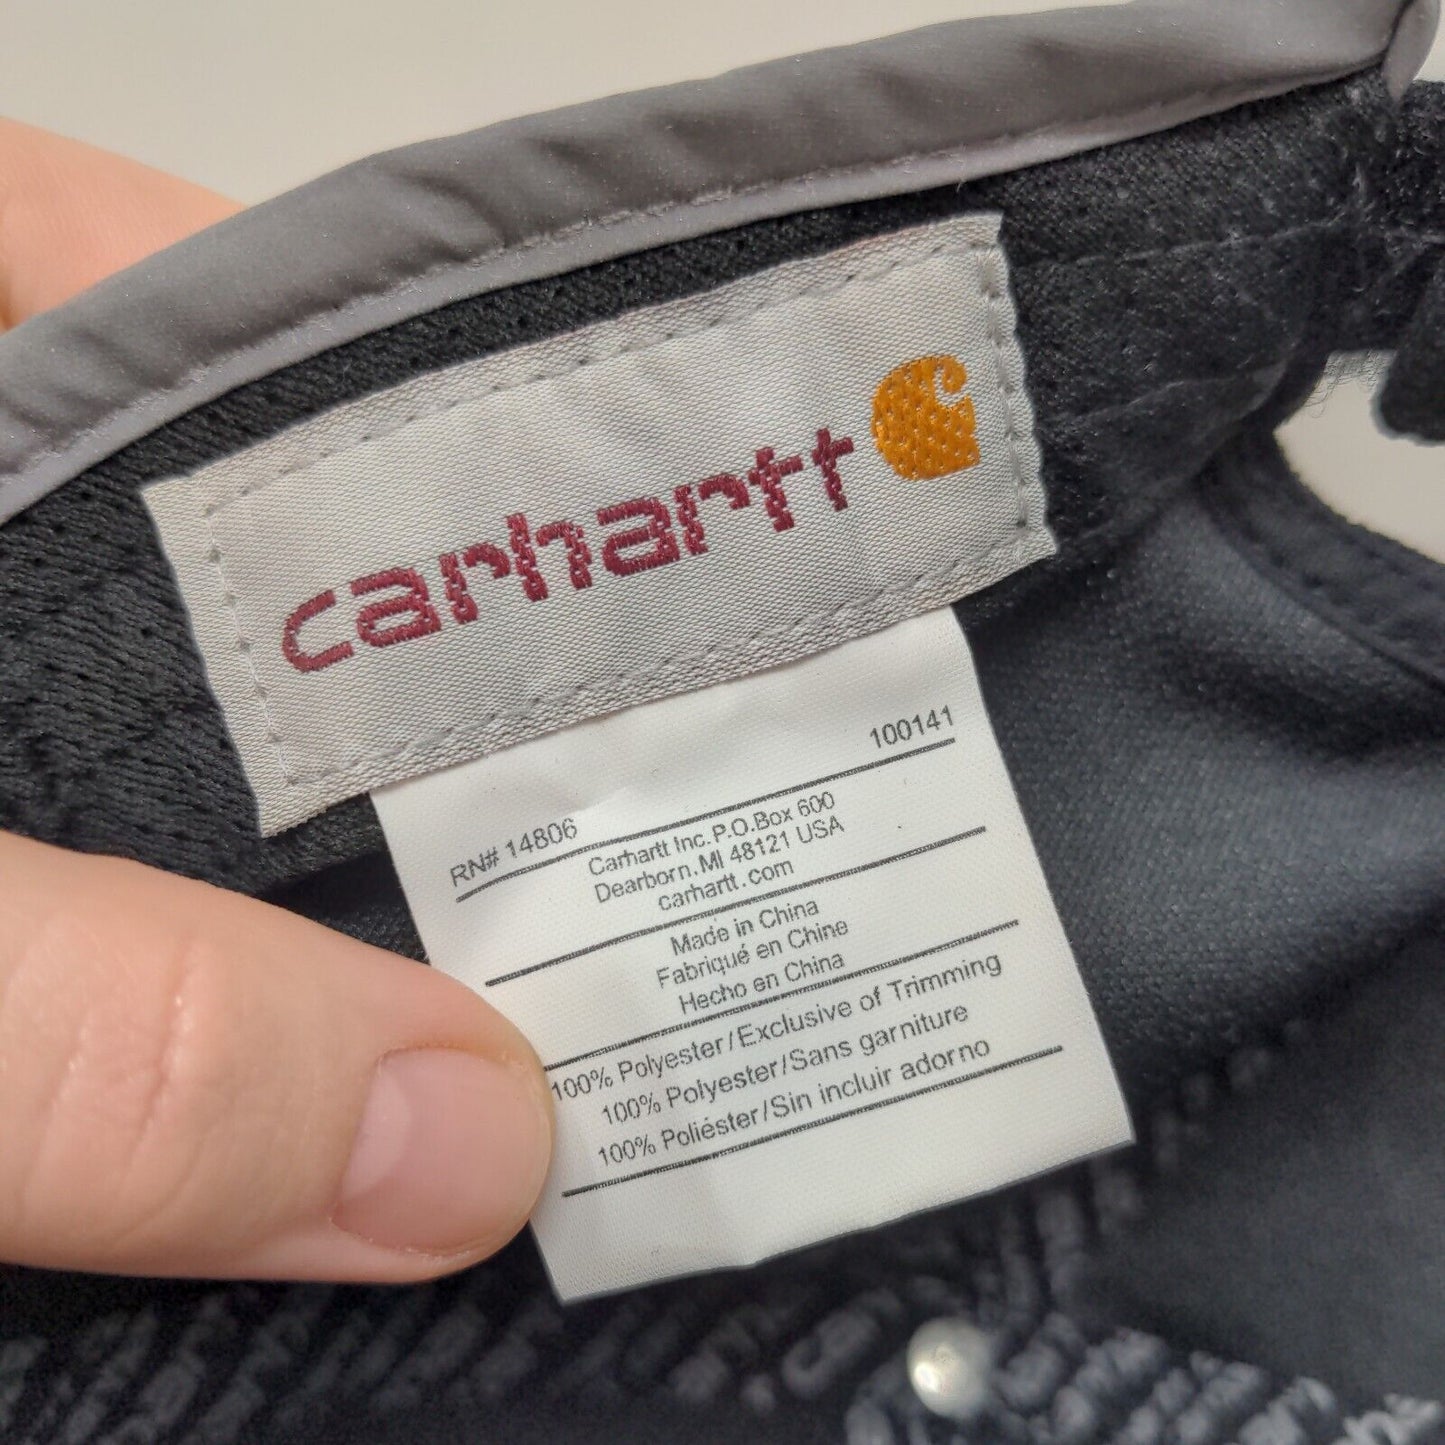 carhartt
RN# 14806 100141
Carhartt Inc.P.O.Box 600
Dearborn.MI 48121 USA
carhartt.com
Made in China
Fabriqué en Chine
Hecho en China
100% Polyester/Exclusive of Trimming
100% Polyester/Sans garniture
100% Poliéster/Sin incluir adorno